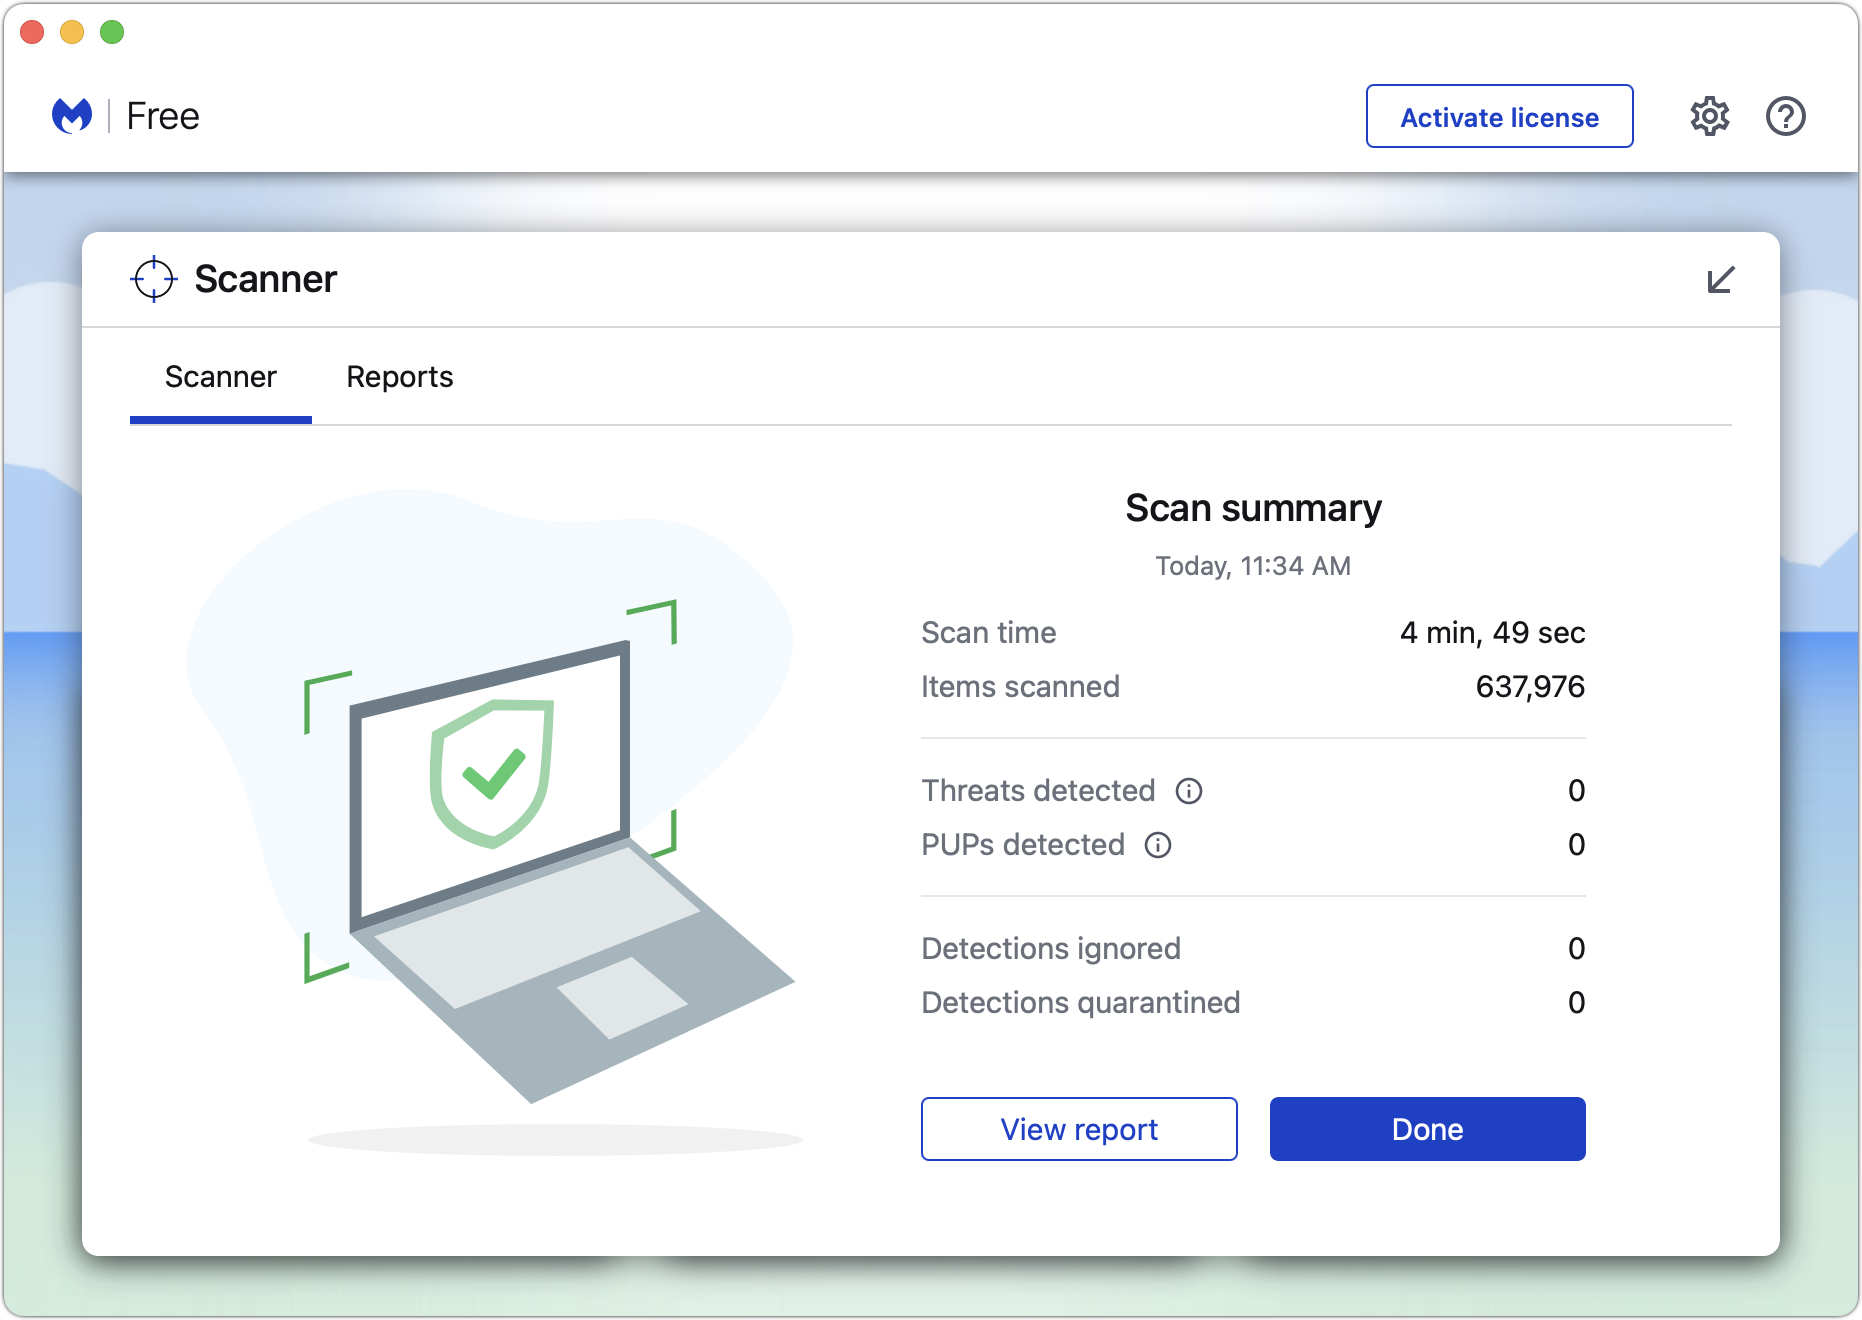 Free
Activate license
Scanner
Scanner
Reports
Scan summary
Today, 11:34 AM
Scan time 4 min, 49 sec
Items scanned 637,976
Threats detected 0
PUPs detected 0
Detections ignored 0
Detections quarantined 0
View report
Done